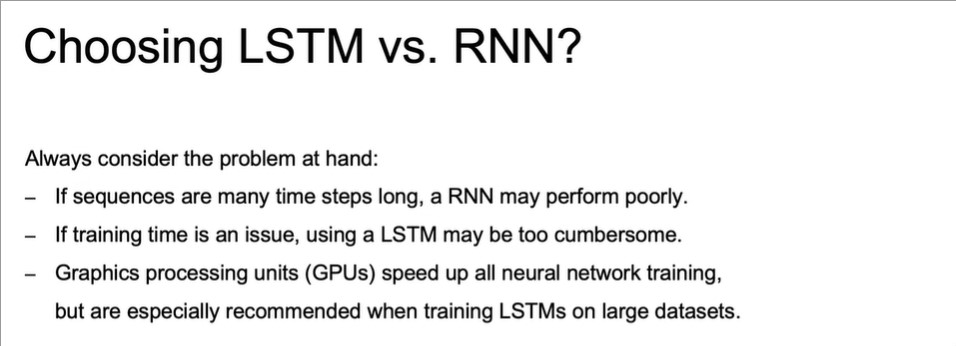 Choosing LSTM vs. RNN?
Always consider the problem at hand:
– If sequences are many time steps long, a RNN may perform poorly.
– If training time is an issue, using a LSTM may be too cumbersome.
– Graphics processing units (GPUs) speed up all neural network training,
but are especially recommended when training LSTMs on large datasets.